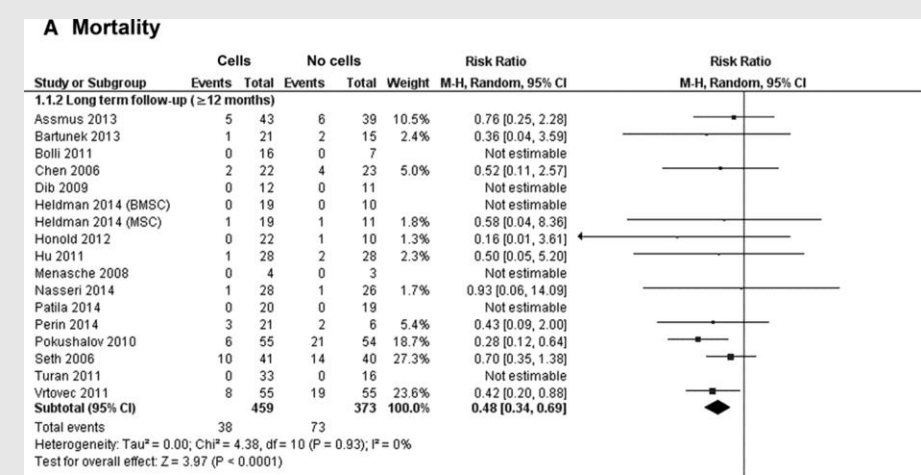 A Mortality
Cells No cells Risk Ratio Risk Ratio
Study or Subgroup Events Total Events Total Weight M-H, Random, 95% CI M-H, Random, 95% CI
1.1.2 Long term follow-up (≥12 months)
Assmus 2013 5 43 6 39 10.5% 0.76 [0.25, 2.28]
Bartunek 2013 1 21 2 15 2.4% 0.36 [0.04, 3.59]
Bolli 2011 0 16 0 7 Not estimable
Chen 2006 2 22 4 23 5.0% 0.52 [0.11, 2.57]
Dib 2009 0 12 0 11 Not estimable
Heldman 2014 (BMSC) 0 19 0 10 Not estimable
Heldman 2014 (MSC) 1 19 1 11 1.8% 0.58 [0.04, 8.36]
Honold 2012 0 22 1 10 1.3% 0.16 [0.01, 3.61]
Hu 2011 1 28 2 28 2.3% 0.50 [0.05, 5.20]
Menasche 2008 0 4 0 3 Not estimable
Nasseri 2014 1 28 1 26 1.7% 0.93 [0.06, 14.09]
Patila 2014 0 20 0 19 Not estimable
Perin 2014 3 21 2 6 5.4% 0.43 [0.09, 2.00]
Pokushalov 2010 6 55 21 54 18.7% 0.28 [0.12, 0.64]
Seth 2006 10 41 14 40 27.3% 0.70 [0.35, 1.38]
Turan 2011 0 33 0 16 Not estimable
Vrtovec 2011 8 55 19 55 23.6% 0.42 [0.20, 0.88]
Subtotal (95% CI) 459 373 100.0% 0.48 [0.34, 0.69]
Total events 38 73
Heterogeneity: Tau² = 0.00; Chi² = 4.38, df = 10 (P = 0.93); I² = 0%
Test for overall effect: Z = 3.97 (P < 0.0001)